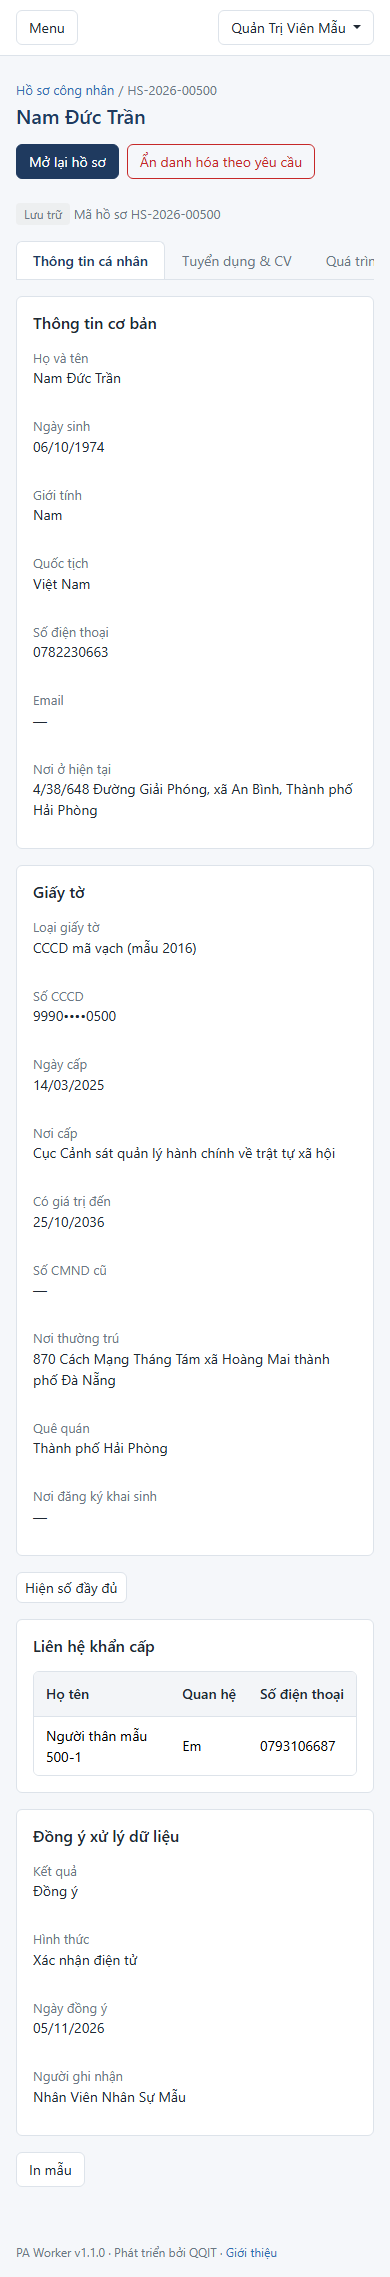 Menu
Quản Trị Viên Mẫu
Hồ sơ công nhân / HS-2026-00500
Nam Đức Trần
Mở lại hồ sơ
Ẩn danh hóa theo yêu cầu
Lưu trữ Mã hồ sơ HS-2026-00500
Thông tin cá nhân
Tuyển dụng & CV
Quá trìn
Thông tin cơ bản
Họ và tên
Nam Đức Trần
Ngày sinh
06/10/1974
Giới tính
Nam
Quốc tịch
Việt Nam
Số điện thoại
0782230663
Email
—
Nơi ở hiện tại
4/38/648 Đường Giải Phóng, xã An Bình, Thành phố
Hải Phòng
Giấy tờ
Loại giấy tờ
CCCD mã vạch (mẫu 2016)
Số CCCD
9990••••0500
Ngày cấp
14/03/2025
Nơi cấp
Cục Cảnh sát quản lý hành chính về trật tự xã hội
Có giá trị đến
25/10/2036
Số CMND cũ
—
Nơi thường trú
870 Cách Mạng Tháng Tám xã Hoàng Mai thành
phố Đà Nẵng
Quê quán
Thành phố Hải Phòng
Nơi đăng ký khai sinh
—
Hiện số đầy đủ
Liên hệ khẩn cấp
Họ tên Quan hệ Số điện thoại
Người thân mẫu
500-1
Em
0793106687
Đồng ý xử lý dữ liệu
Kết quả
Đồng ý
Hình thức
Xác nhận điện tử
Ngày đồng ý
05/11/2026
Người ghi nhận
Nhân Viên Nhân Sự Mẫu
In mẫu
PA Worker v1.1.0 · Phát triển bởi QQIT · Giới thiệu